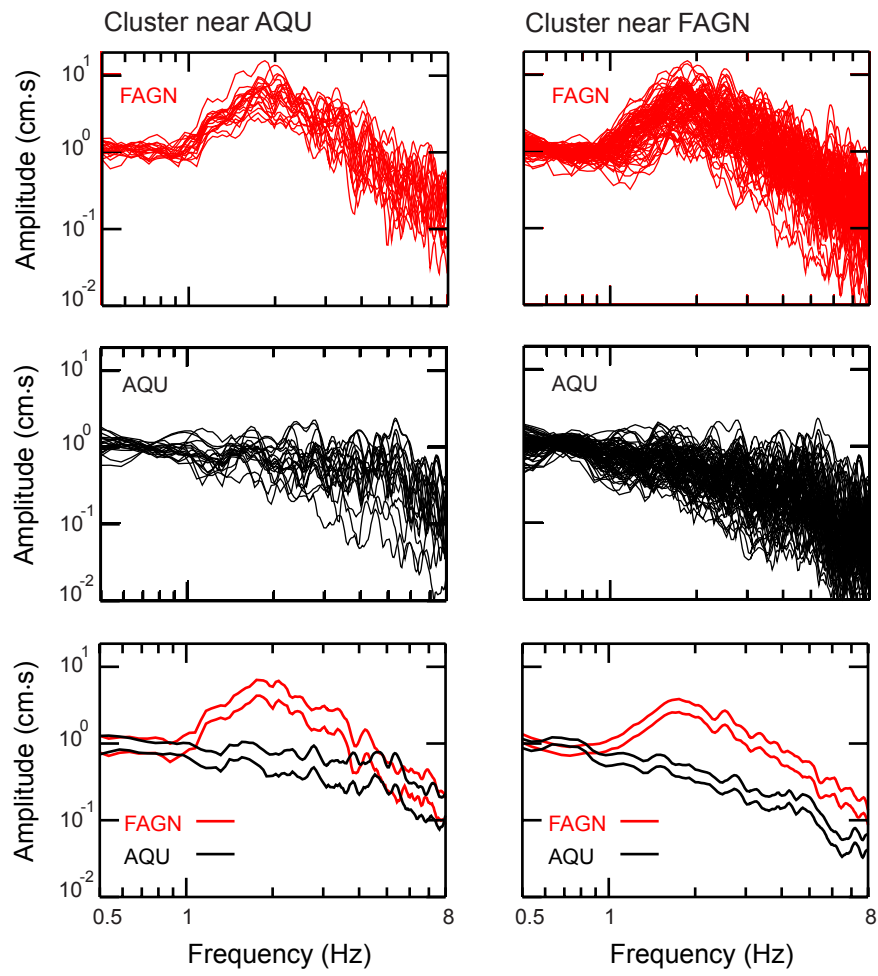 Cluster near AQU
Cluster near FAGN
Amplitude (cm·s)
10^1
10^0
10^-1
10^-2
FAGN
FAGN
Amplitude (cm·s)
10^1
10^0
10^-1
10^-2
AQU
AQU
Amplitude (cm·s)
10^1
10^0
10^-1
10^-2
FAGN
AQU
FAGN
AQU
0.5
1
8
0.5
1
8
Frequency (Hz)
Frequency (Hz)